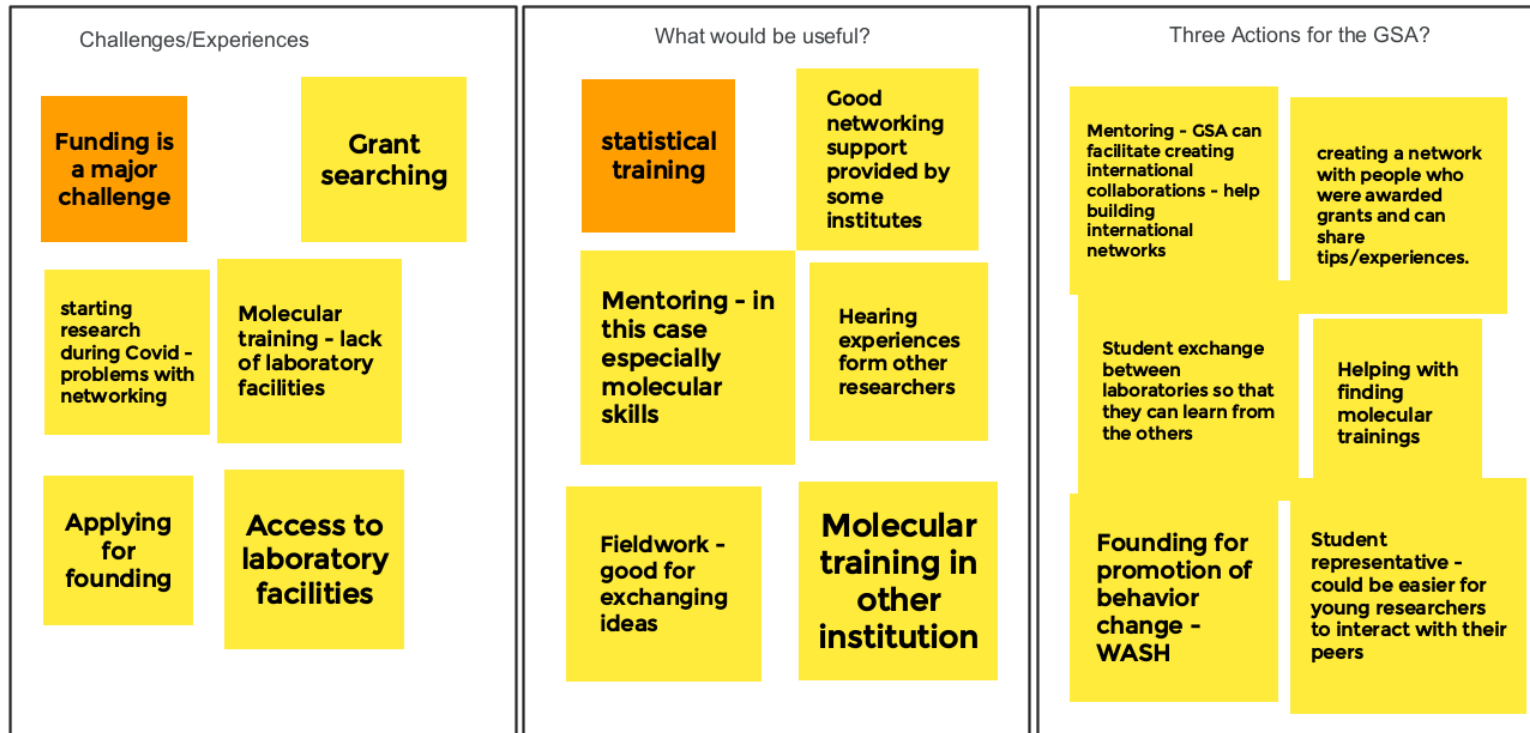 Challenges/Experiences
Funding is
a major
challenge
Grant
searching
starting
research
during Covid -
problems with
networking
Molecular
training - lack
of laboratory
facilities
Applying
for
founding
Access to
laboratory
facilities
What would be useful?
statistical
training
Good
networking
support
provided by
some
institutes
Mentoring - in
this case
especially
molecular
skills
Hearing
experiences
form other
researchers
Fieldwork -
good for
exchanging
ideas
Molecular
training in
other
institution
Three Actions for the GSA?
Mentoring - GSA can
facilitate creating
international
collaborations - help
building
international
networks
creating a network
with people who
were awarded
grants and can
share
tips/experiences.
Student exchange
between
laboratories so that
they can learn from
the others
Helping with
finding
molecular
trainings
Founding for
promotion of
behavior
change -
WASH
Student
representative -
could be easier for
young researchers
to interact with their
peers